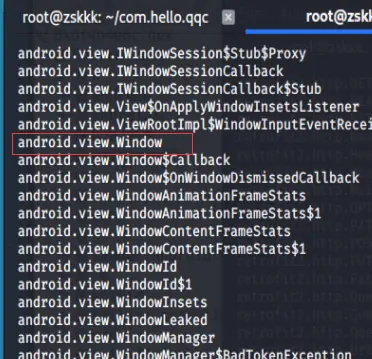 root@zskkk: ~/com.hello.qqc
root@zskk
android.view.IWindowSession$Stub$Proxy
android.view.IWindowSessionCallback
android.view.IWindowSessionCallback$Stub
android.view.View$OnApplyWindowInsetsListener
android.view.ViewRootImpl$WindowInputEventRecei
android.view.Window
android.view.Window$Callback
android.view.Window$OnWindowDismissedCallback
android.view.WindowAnimationFrameStats
android.view.WindowAnimationFrameStats$1
android.view.WindowContentFrameStats
android.view.WindowContentFrameStats$1
android.view.WindowId
android.view.WindowId$1
android.view.WindowInsets
android.view.WindowLeaked
android.view.WindowManager
android.view.WindowManager$BadTokenException